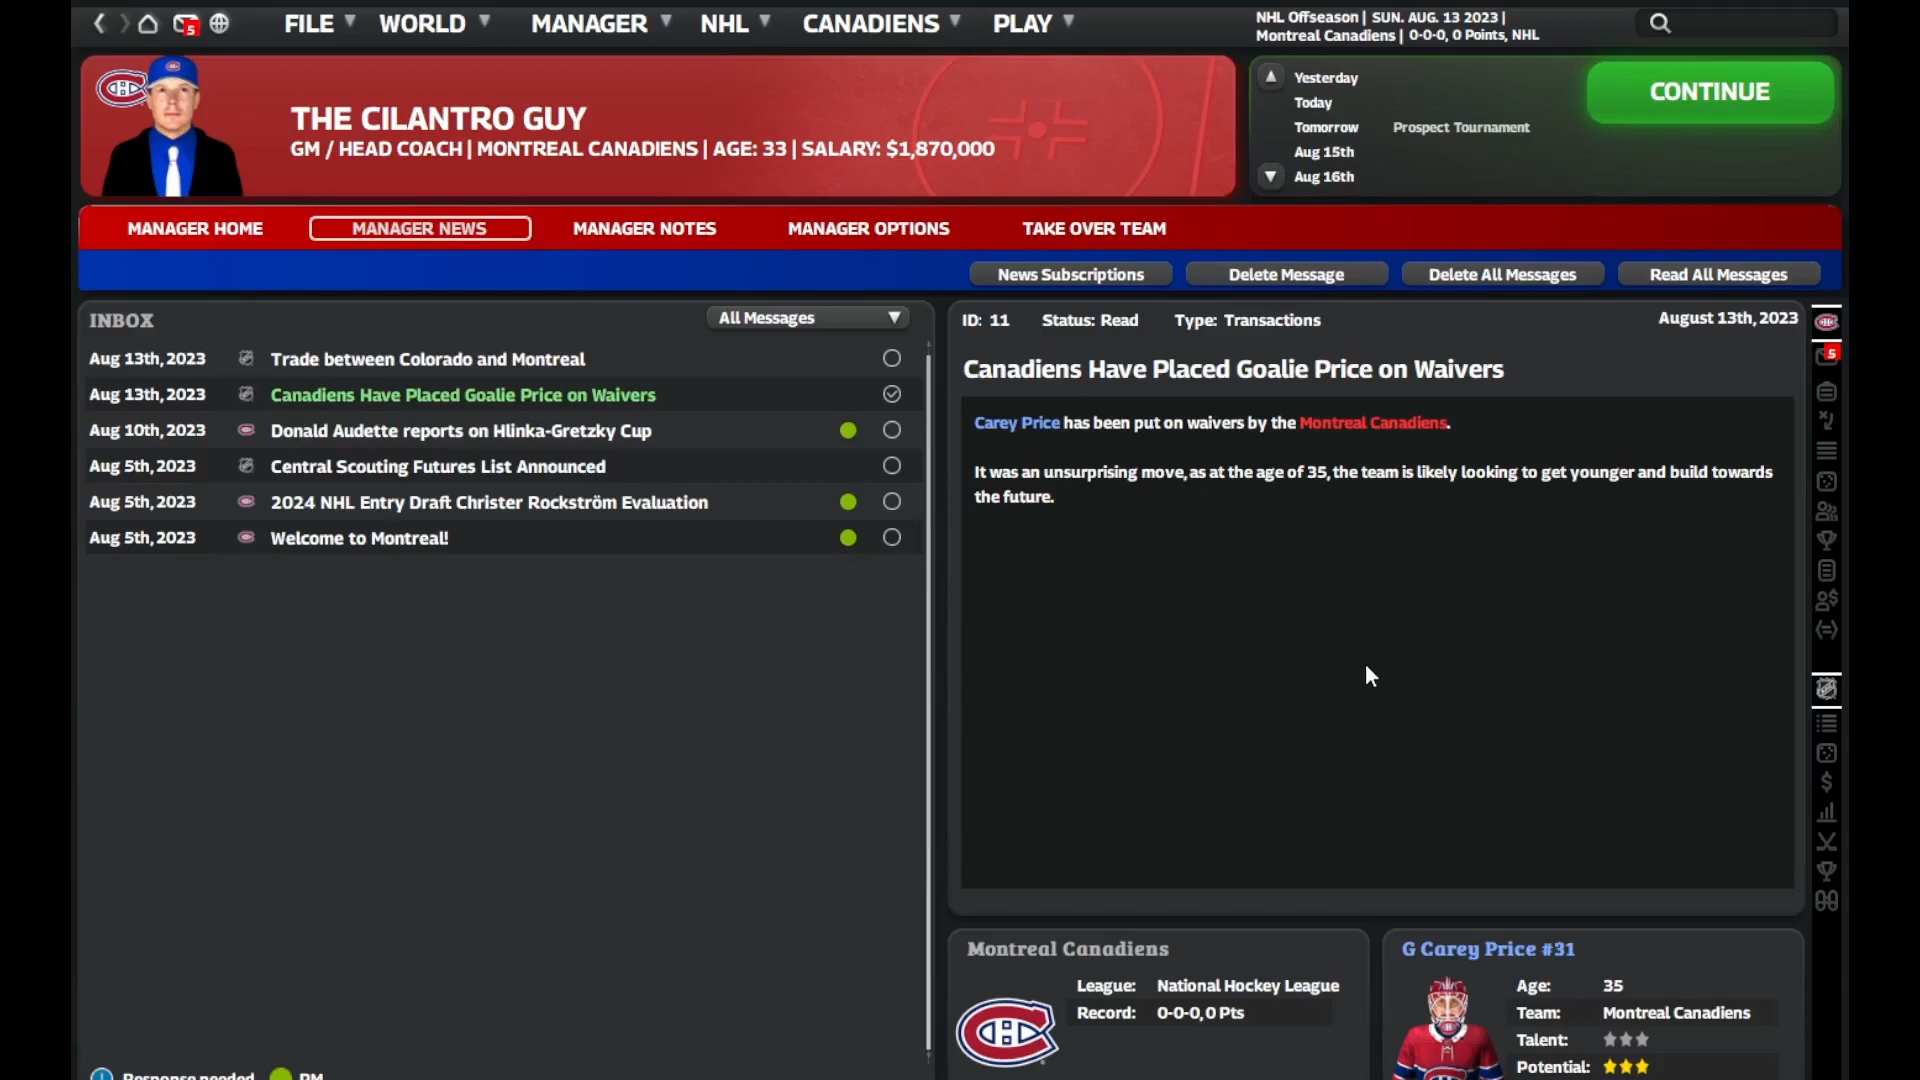 FILE WORLD MANAGER NHL CANADIENS PLAY
NHL Offseason | SUN. AUG. 13 2023 |
Montreal Canadiens | 0-0-0, 0 Points, NHL
5
THE CILANTRO GUY
GM / HEAD COACH | MONTREAL CANADIENS | AGE: 33 | SALARY: $1,870,000
Yesterday
Today
Tomorrow Prospect Tournament
Aug 15th
Aug 16th
CONTINUE
MANAGER HOME MANAGER NEWS MANAGER NOTES MANAGER OPTIONS TAKE OVER TEAM
News Subscriptions Delete Message Delete All Messages Read All Messages
INBOX All Messages
Aug 13th, 2023 Trade between Colorado and Montreal
Aug 13th, 2023 Canadiens Have Placed Goalie Price on Waivers
Aug 10th, 2023 Donald Audette reports on Hlinka-Gretzky Cup
Aug 5th, 2023 Central Scouting Futures List Announced
Aug 5th, 2023 2024 NHL Entry Draft Christer Rockström Evaluation
Aug 5th, 2023 Welcome to Montreal!
Response needed PM
ID: 11 Status: Read Type: Transactions August 13th, 2023
5
Canadiens Have Placed Goalie Price on Waivers
Carey Price has been put on waivers by the Montreal Canadiens.
It was an unsurprising move, as at the age of 35, the team is likely looking to get younger and build towards
the future.
Montreal Canadiens
League: National Hockey League
Record: 0-0-0, 0 Pts
G Carey Price #31
Age: 35
Team: Montreal Canadiens
Talent:
Potential: